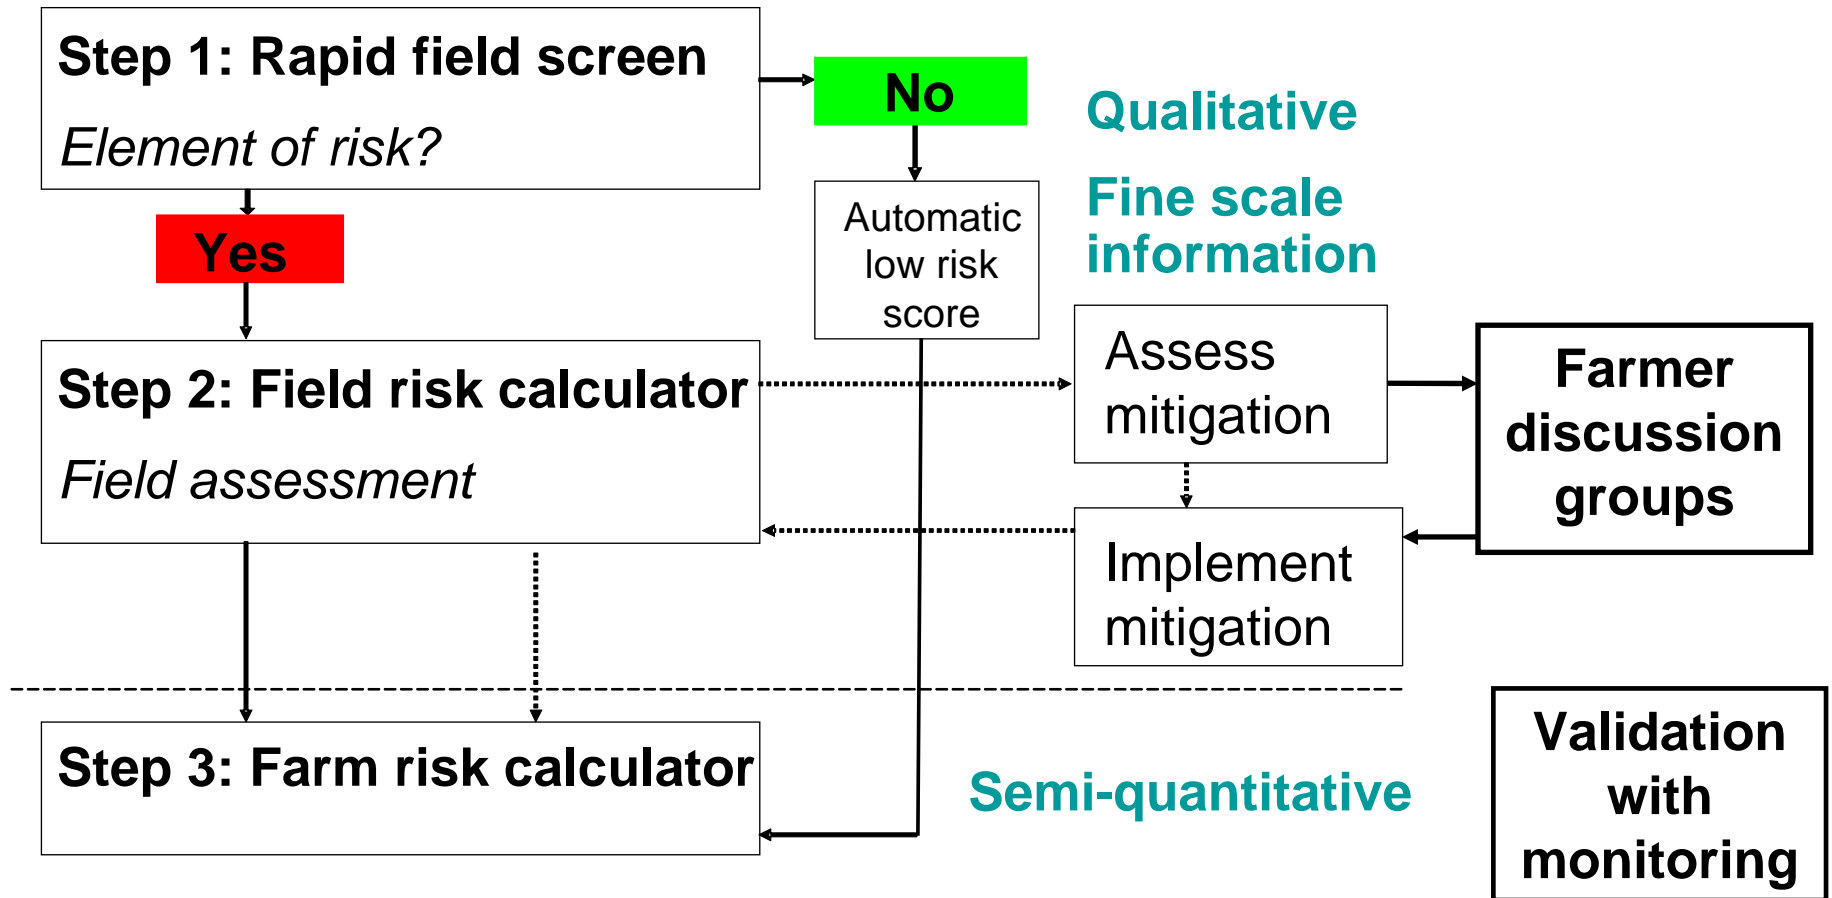 Step 1: Rapid field screen
Element of risk?
No
Yes
Automatic
low risk
score
Qualitative
Fine scale
information
Step 2: Field risk calculator
Field assessment
Assess
mitigation
Implement
mitigation
Farmer
discussion
groups
Step 3: Farm risk calculator
Semi-quantitative
Validation
with
monitoring